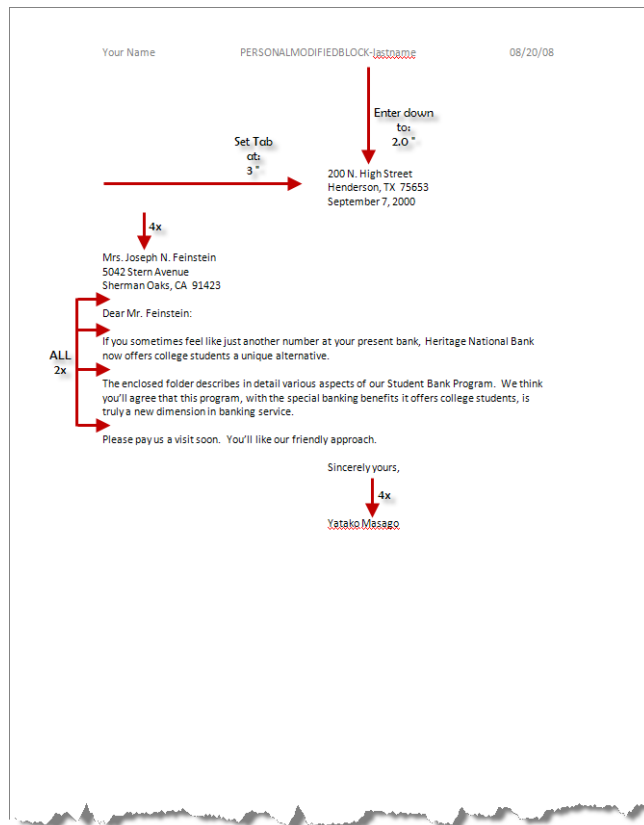 Your Name PERSONALMODIFIEDBLOCK-lastname 08/20/08
Enter down
to:
2.0 "
Set Tab
at:
3 "
200 N. High Street
Henderson, TX  75653
September 7, 2000
4x
Mrs. Joseph N. Feinstein
5042 Stern Avenue
Sherman Oaks, CA  91423
Dear Mr. Feinstein:
If you sometimes feel like just another number at your present bank, Heritage National Bank
now offers college students a unique alternative.
ALL
2x
The enclosed folder describes in detail various aspects of our Student Bank Program.  We think
you'll agree that this program, with the special banking benefits it offers college students, is
truly a new dimension in banking service.
Please pay us a visit soon.  You'll like our friendly approach.
Sincerely yours,
4x
Yatako Masago